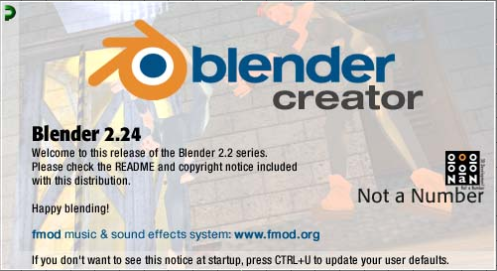 blender
creator
Blender 2.24
Welcome to this release of the Blender 2.2 series.
Please check the README and copyright notice included
with this distribution.
Happy blending!
Not a Number
fmod music & sound effects system: www.fmod.org
If you don't want to see this notice at startup, press CTRL+U to update your user defaults.